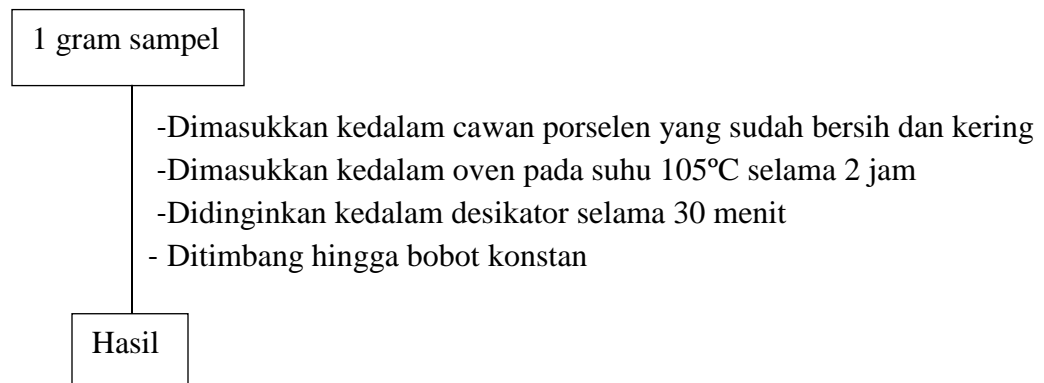 1 gram sampel
-Dimasukkan kedalam cawan porselen yang sudah bersih dan kering
-Dimasukkan kedalam oven pada suhu 105ºC selama 2 jam
-Didinginkan kedalam desikator selama 30 menit
- Ditimbang hingga bobot konstan
Hasil